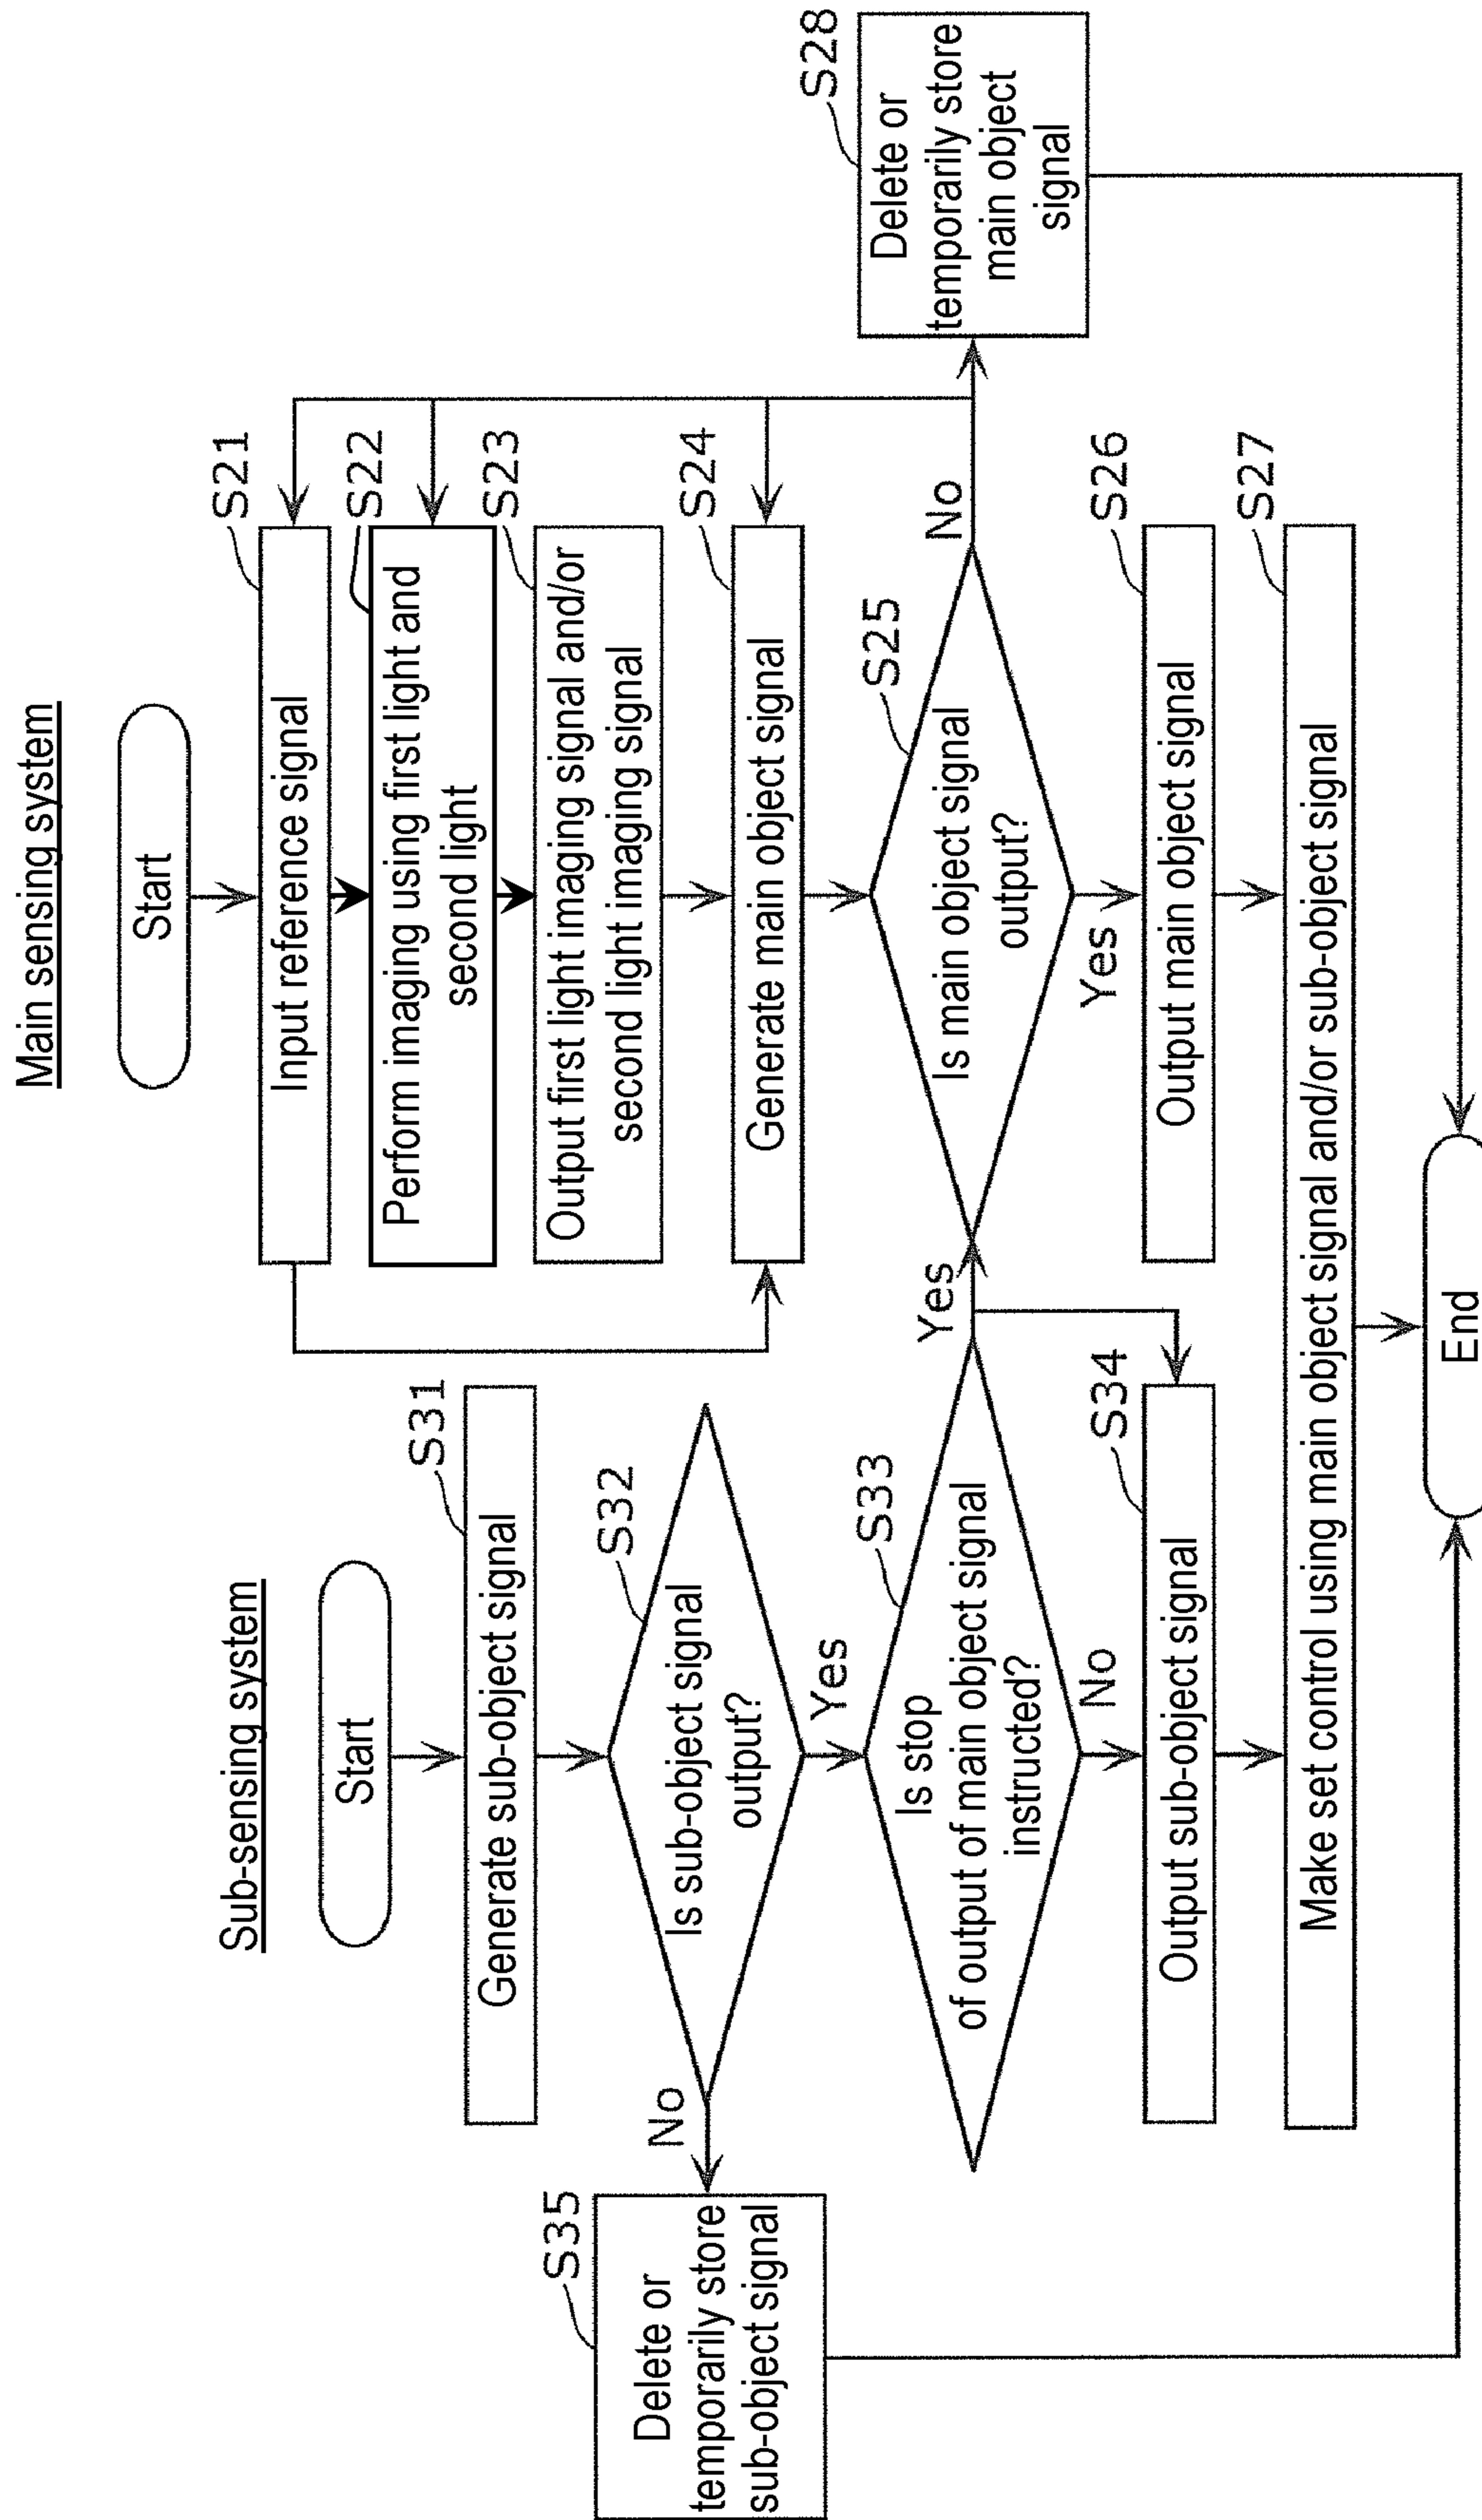 Main sensing system
Start
S21
Input reference signal
S22
Perform imaging using first light and
second light
S23
Output first light imaging signal and/or
second light imaging signal
S24
Generate main object signal
S25
Is main object signal
output?
No
Yes
S28
Delete or
temporarily store
main object
signal
S26
Output main object signal
S27
Make set control using main object signal and/or sub-object signal
End
Sub-sensing system
Start
S31
Generate sub-object signal
S32
Is sub-object signal
output?
No
Yes
S35
Delete or
temporarily store
sub-object signal
S33
Is stop
of output of main object signal
instructed?
Yes
No
S34
Output sub-object signal